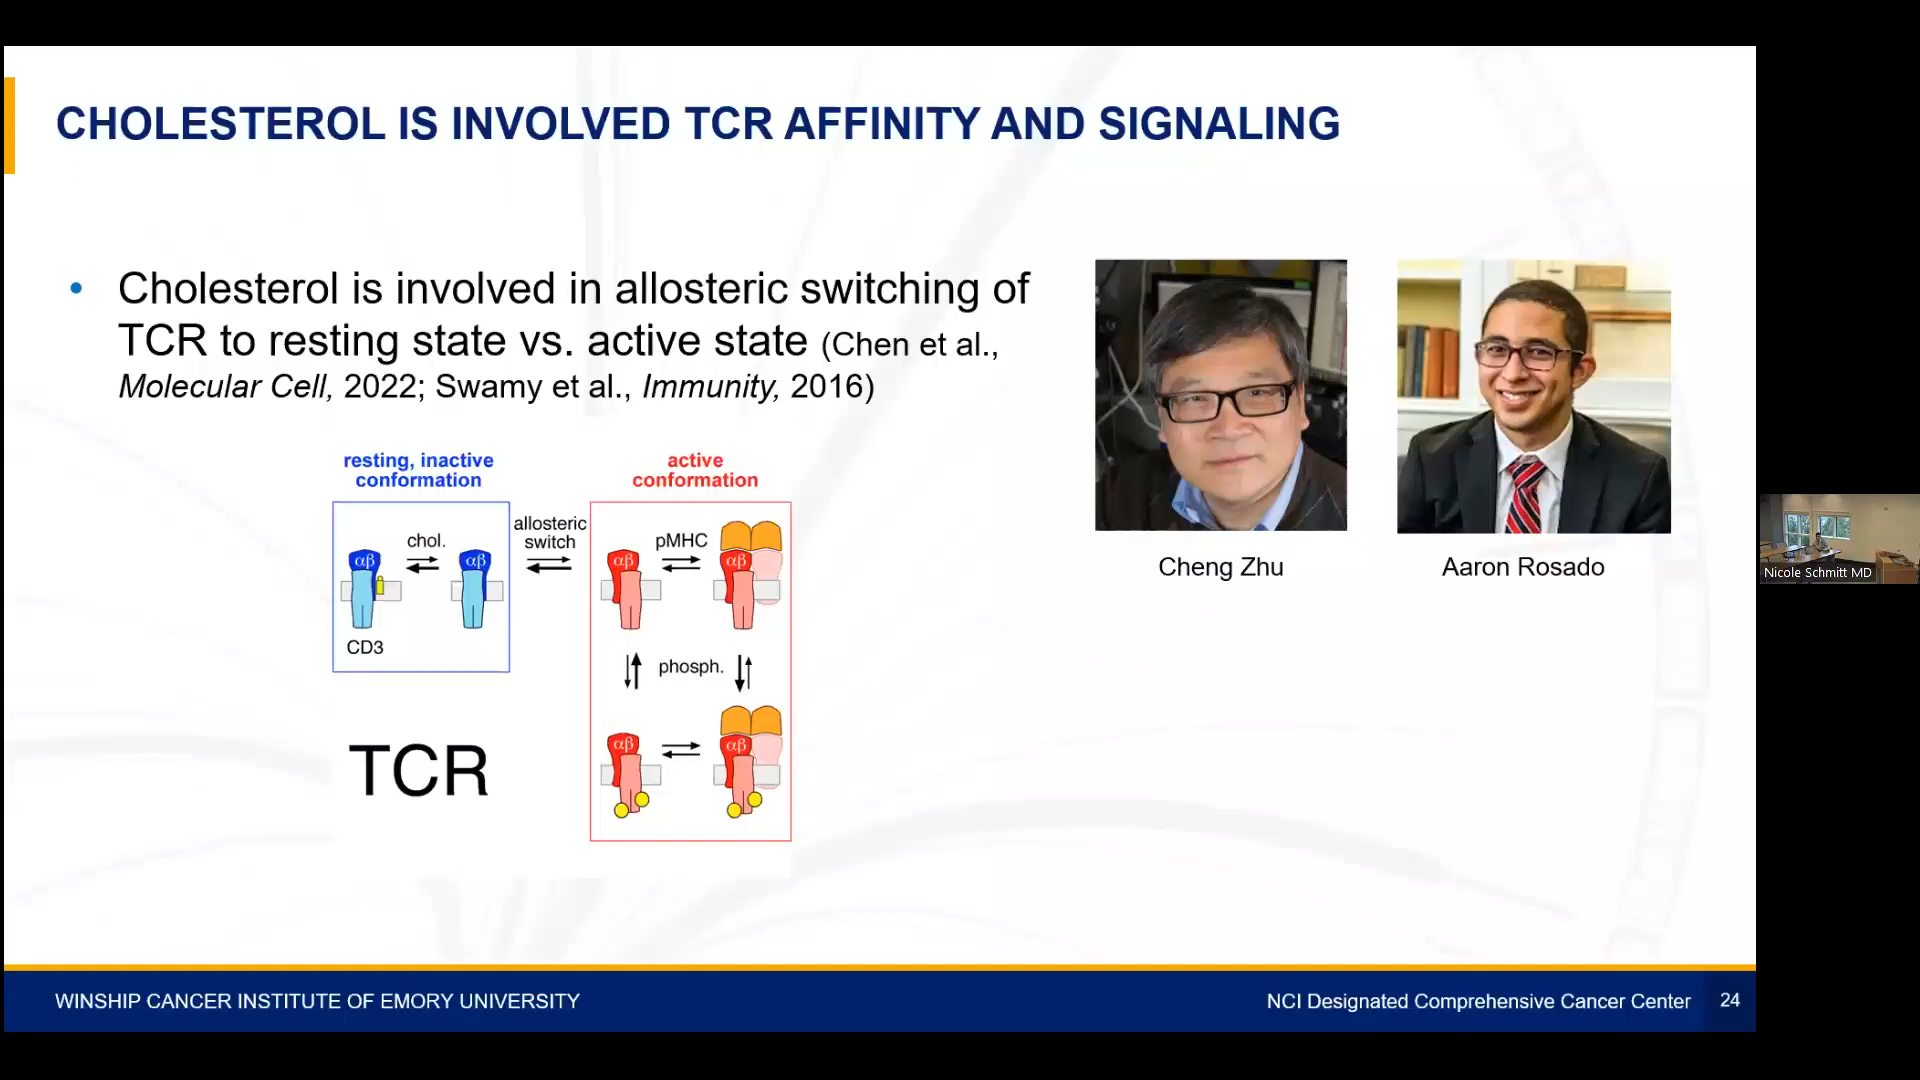 CHOLESTEROL IS INVOLVED TCR AFFINITY AND SIGNALING
• Cholesterol is involved in allosteric switching of
TCR to resting state vs. active state (Chen et al.,
Molecular Cell, 2022; Swamy et al., Immunity, 2016)
resting, inactive
conformation
active
conformation
chol.
allosteric
switch
pMHC
αβ
αβ
αβ
αβ
CD3
phosph.
αβ
αβ
TCR
Cheng Zhu
Aaron Rosado
Nicole Schmitt MD
WINSHIP CANCER INSTITUTE OF EMORY UNIVERSITY
NCI Designated Comprehensive Cancer Center
24